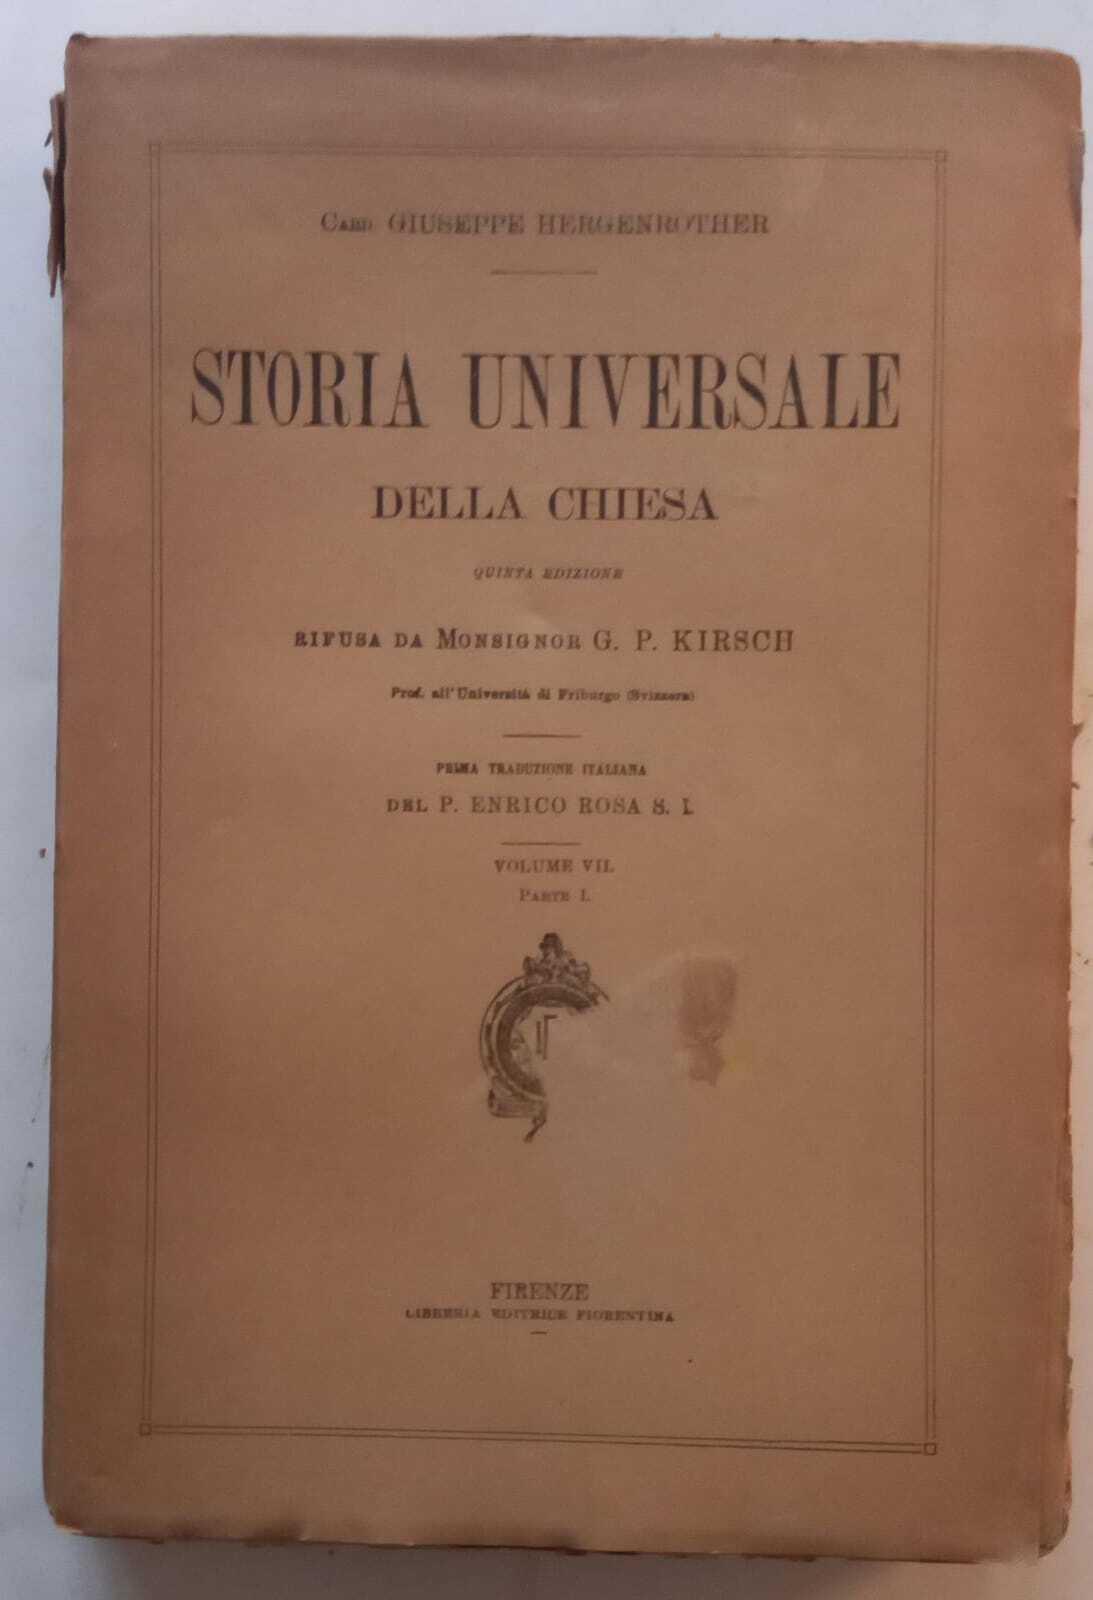 Card. GIUSEPPE HERGENROTHER
STORIA UNIVERSALE
DELLA CHIESA
QUINTA EDIZIONE
RIFUSA DA MONSIGNOR G. P. KIRSCH
Prof. all'Università di Friburgo (Svizzera)
PRIMA TRADUZIONE ITALIANA
DEL P. ENRICO ROSA S. I.
VOLUME VII.
PARTE I.
FIRENZE
LIBRERIA EDITRICE FIORENTINA